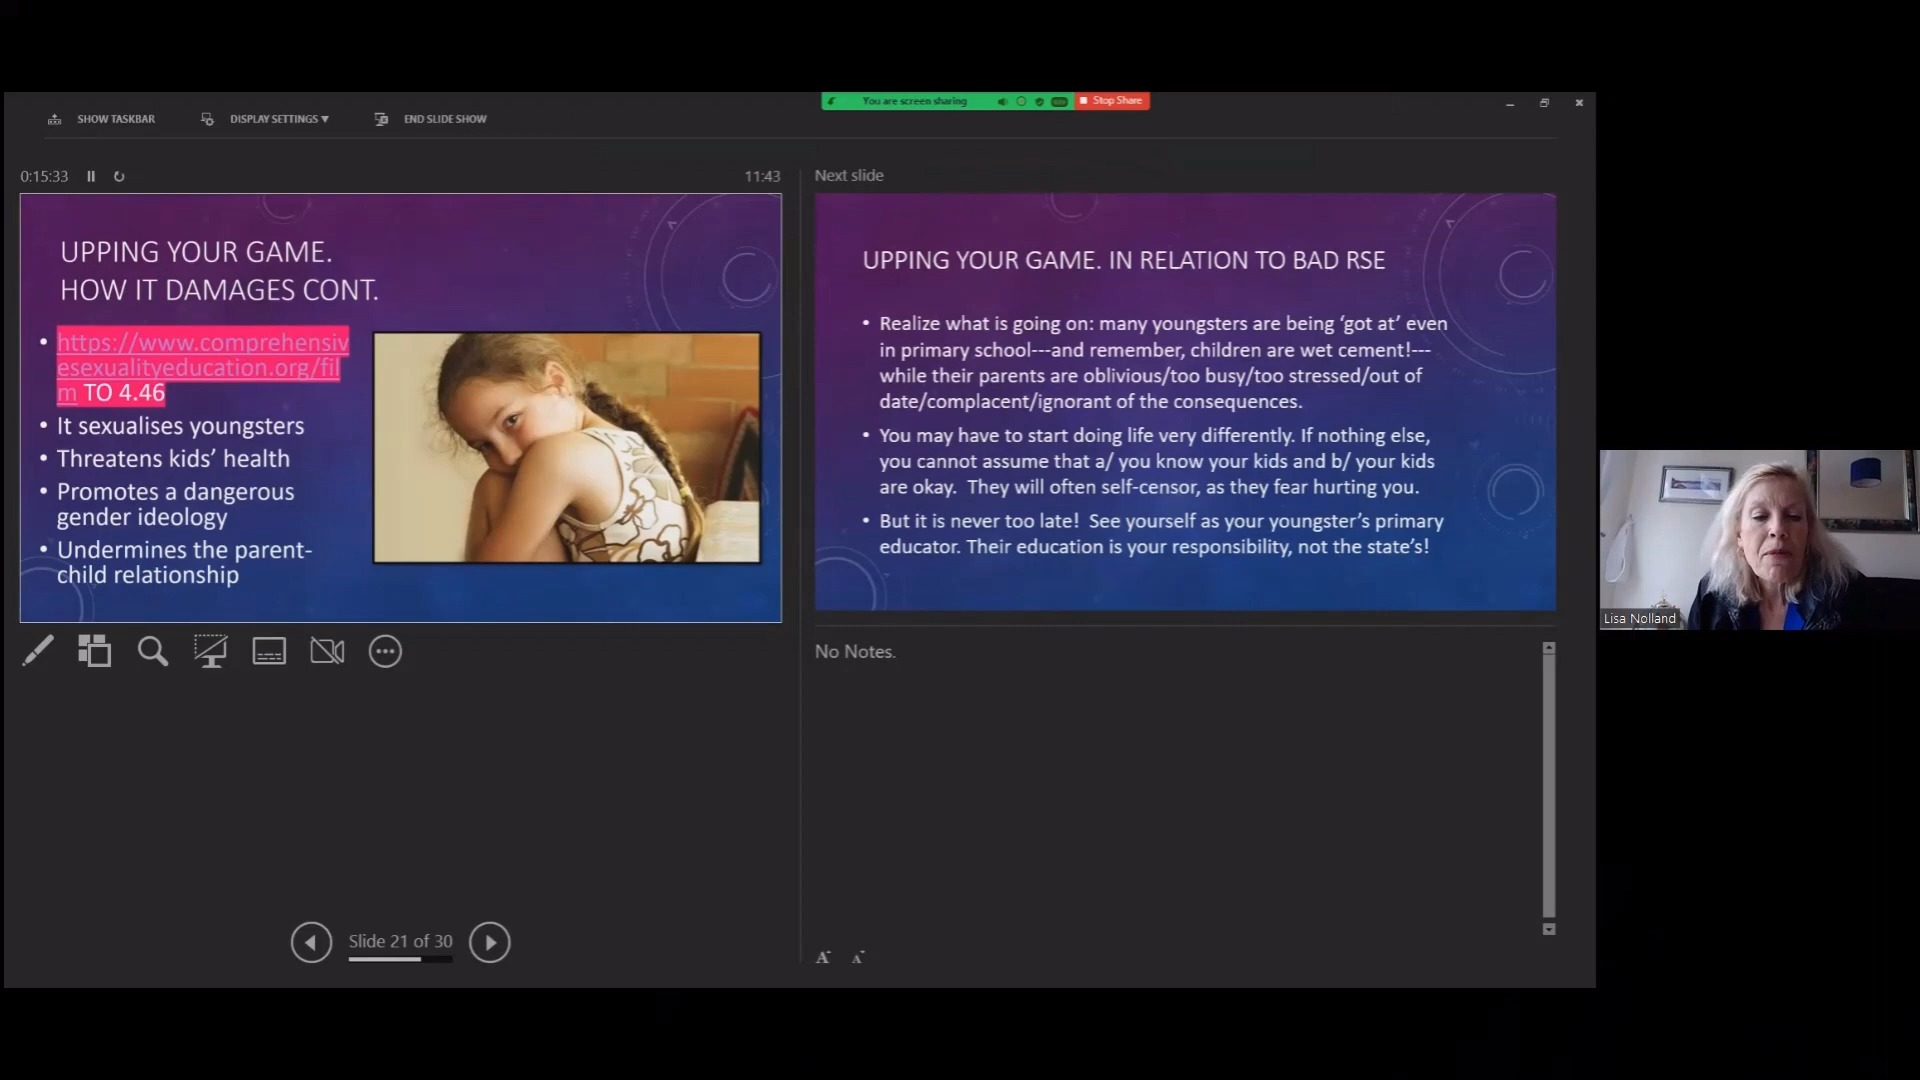 You are screen sharing
Stop Share
SHOW TASKBAR
DISPLAY SETTINGS ▼
END SLIDE SHOW
0:15:33
11:43
UPPING YOUR GAME.
HOW IT DAMAGES CONT.
• https://www.comprehensiv
esexualityeducation.org/fil
m TO 4.46
• It sexualises youngsters
• Threatens kids’ health
• Promotes a dangerous
gender ideology
• Undermines the parent-
child relationship
Next slide
UPPING YOUR GAME. IN RELATION TO BAD RSE
• Realize what is going on: many youngsters are being ‘got at’ even
in primary school---and remember, children are wet cement!---
while their parents are oblivious/too busy/too stressed/out of
date/complacent/ignorant of the consequences.
• You may have to start doing life very differently. If nothing else,
you cannot assume that a/ you know your kids and b/ your kids
are okay.  They will often self-censor, as they fear hurting you.
• But it is never too late!  See yourself as your youngster’s primary
educator. Their education is your responsibility, not the state’s!
Lisa Nolland
No Notes.
Slide 21 of 30
A
A